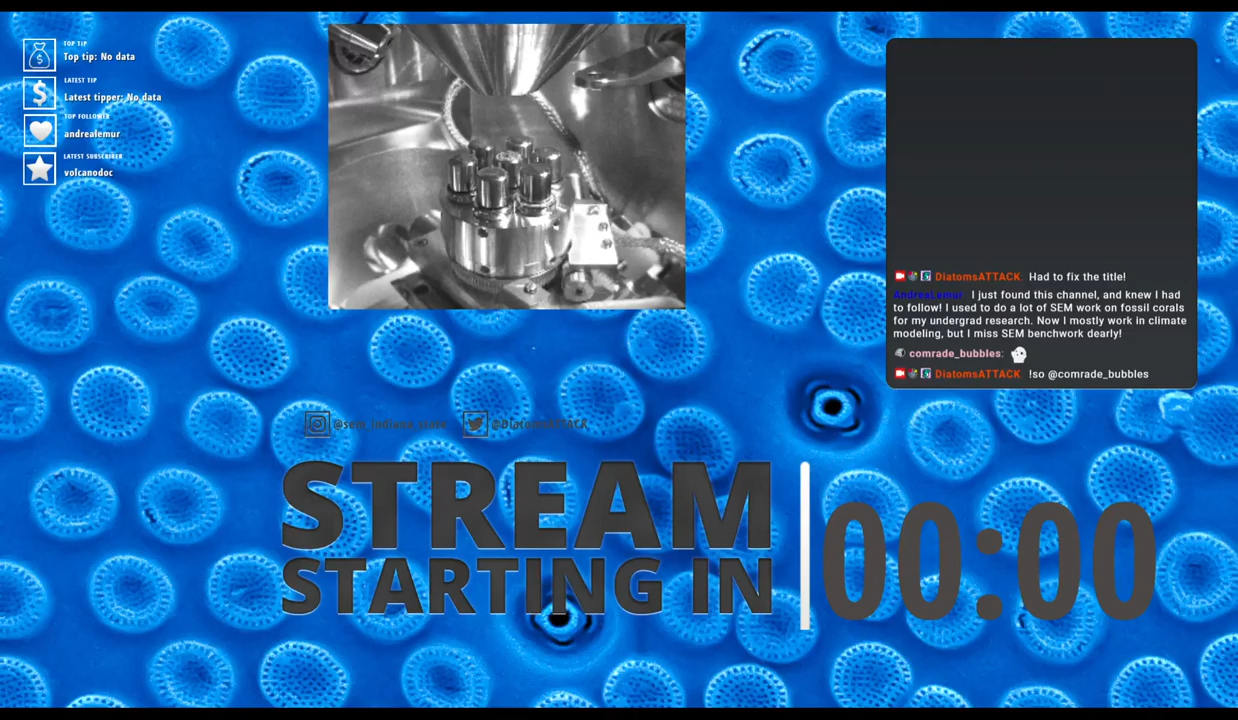 TOP TIP
Top tip: No data
LATEST TIP
Latest tipper: No data
TOP FOLLOWER
andrealemur
LATEST SUBSCRIBER
volcanodoc
DiatomsATTACK Had to fix the title!
AndreaLemur I just found this channel, and knew I had
to follow! I used to do a lot of SEM work on fossil corals
for my undergrad research. Now I mostly work in climate
modeling, but I miss SEM benchwork dearly!
comrade_bubbles:
DiatomsATTACK !so @comrade_bubbles
@DiatomsATTACK
STREAM
STARTING IN
00:00